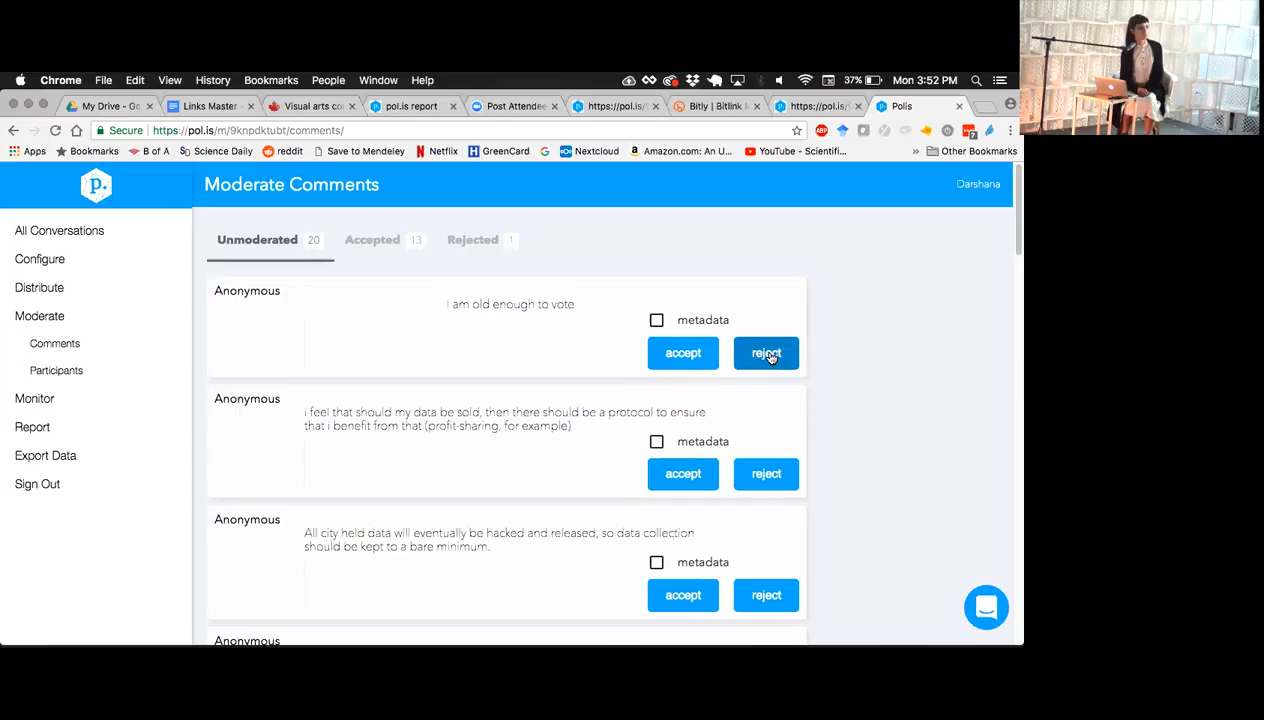 Chrome File Edit View History Bookmarks People Window Help 37% Mon 3:52 PM
My Drive - Go Links Master - Visual arts co pol.is report Post Attendee https://pol.is/ Bitly | Bitlink M https://pol.is/ Polis
Secure https://pol.is/m/9knpdktubt/comments/
Apps Bookmarks B of A Science Daily reddit Save to Mendeley Netflix GreenCard Nextcloud Amazon.com: An U... YouTube - Scientifi... » Other Bookmarks
p.
Moderate Comments
Darshana
All Conversations
Configure
Distribute
Moderate
Comments
Participants
Monitor
Report
Export Data
Sign Out
Unmoderated 20 Accepted 13 Rejected 1
Anonymous
I am old enough to vote
metadata
accept reject
Anonymous
i feel that should my data be sold, then there should be a protocol to ensure
that i benefit from that (profit-sharing, for example)
metadata
accept reject
Anonymous
All city held data will eventually be hacked and released, so data collection
should be kept to a bare minimum.
metadata
accept reject
Anonymous